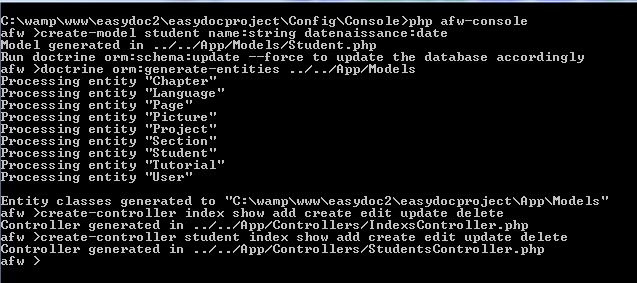 C:\wamp\www\easydoc2\easydocproject\Config\Console>php afw-console
afw >create-model student name:string datenaissance:date
Model generated in ../../App/Models/Student.php
Run doctrine orm:schema:update --force to update the database accordingly
afw >doctrine orm:generate-entities ../../App/Models
Processing entity "Chapter"
Processing entity "Language"
Processing entity "Page"
Processing entity "Picture"
Processing entity "Project"
Processing entity "Section"
Processing entity "Student"
Processing entity "Tutorial"
Processing entity "User"
Entity classes generated to "C:\wamp\www\easydoc2\easydocproject\App\Models"
afw >create-controller index show add create edit update delete
Controller generated in ../../App/Controllers/IndexsController.php
afw >create-controller student index show add create edit update delete
Controller generated in ../../App/Controllers/StudentsController.php
afw >